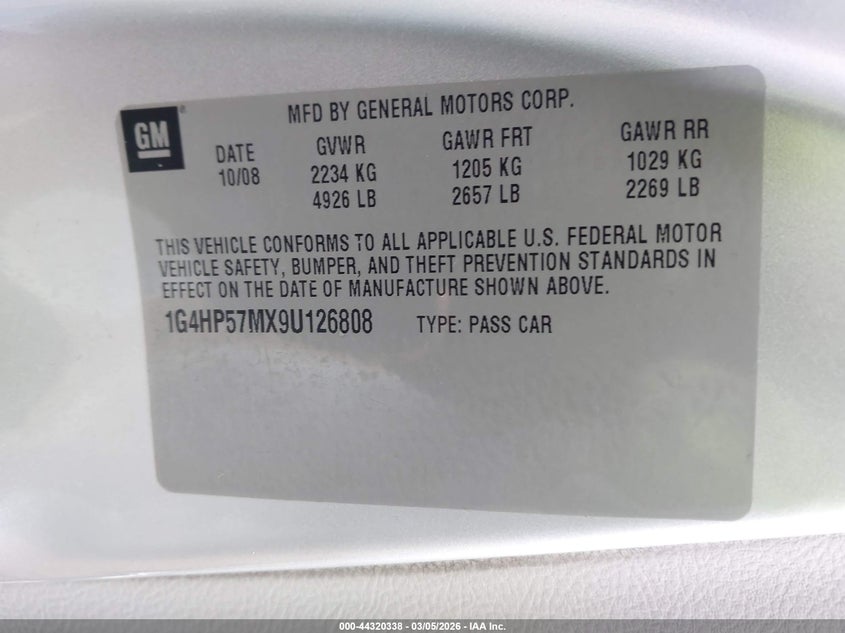 GM ®
MFD BY GENERAL MOTORS CORP.
DATE GVWR GAWR FRT GAWR RR
10/08 2234 KG 1205 KG 1029 KG
4926 LB 2657 LB 2269 LB
THIS VEHICLE CONFORMS TO ALL APPLICABLE U.S. FEDERAL MOTOR
VEHICLE SAFETY, BUMPER, AND THEFT PREVENTION STANDARDS IN
EFFECT ON THE DATE OF MANUFACTURE SHOWN ABOVE.
1G4HP57MX9U126808 TYPE: PASS CAR
000-44320338 - 03/05/2026 - IAA Inc.